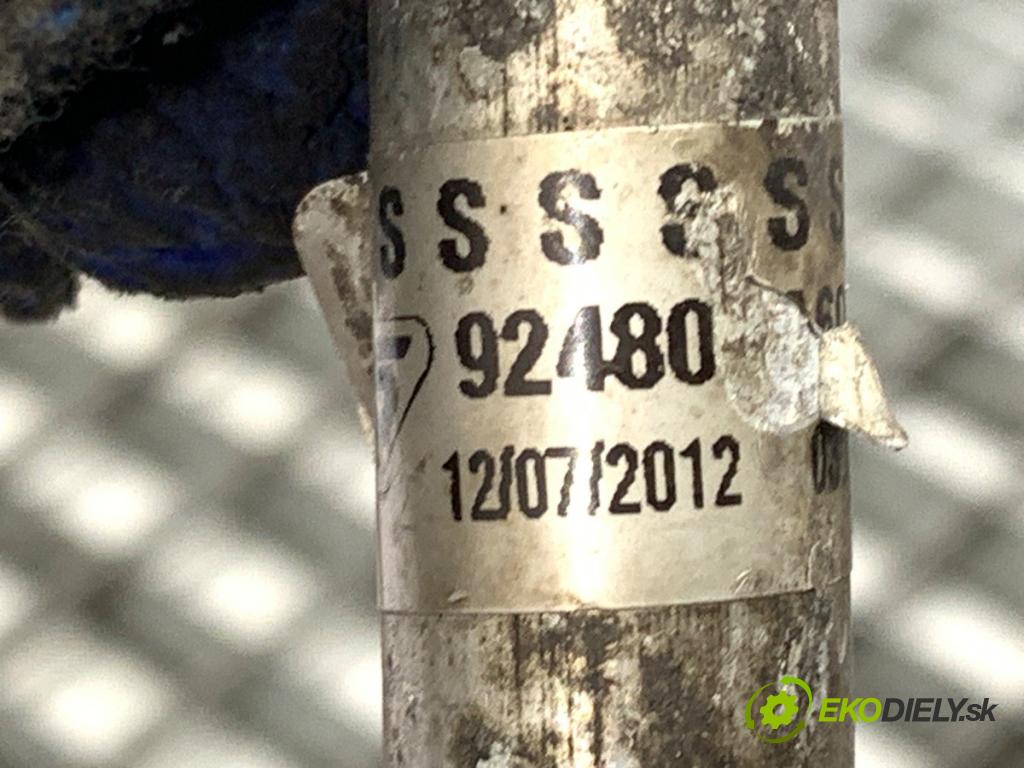 S S S S S S
92480
12/07/2012
EKODIELY.sk